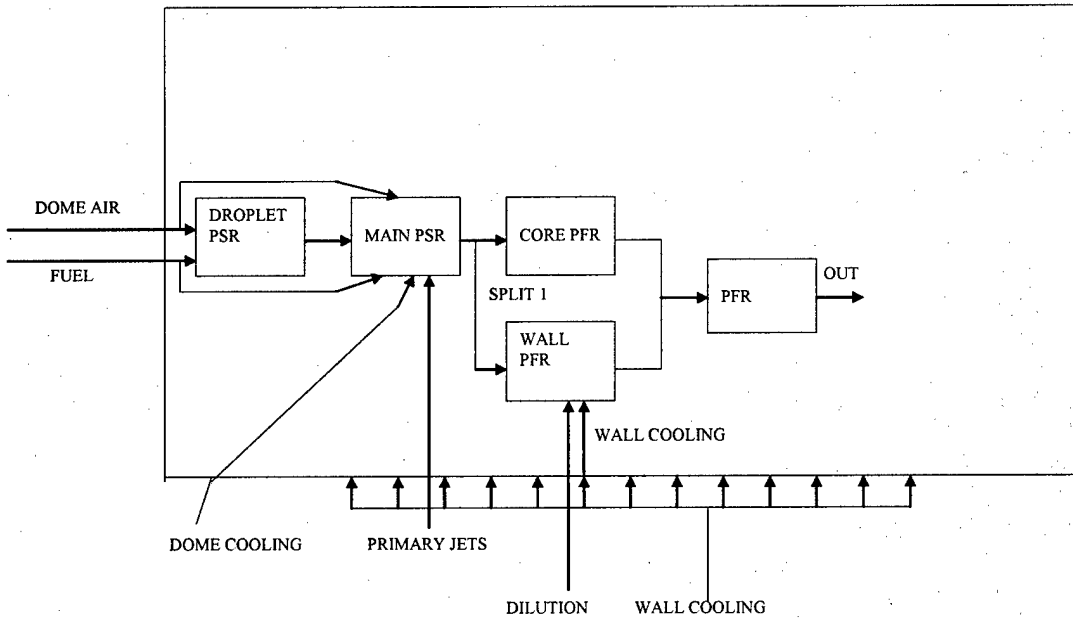 DOME AIR
FUEL
DROPLET
PSR
MAIN PSR
CORE PFR
SPLIT 1
WALL
PFR
PFR
OUT
WALL COOLING
DOME COOLING
PRIMARY JETS
DILUTION
WALL COOLING